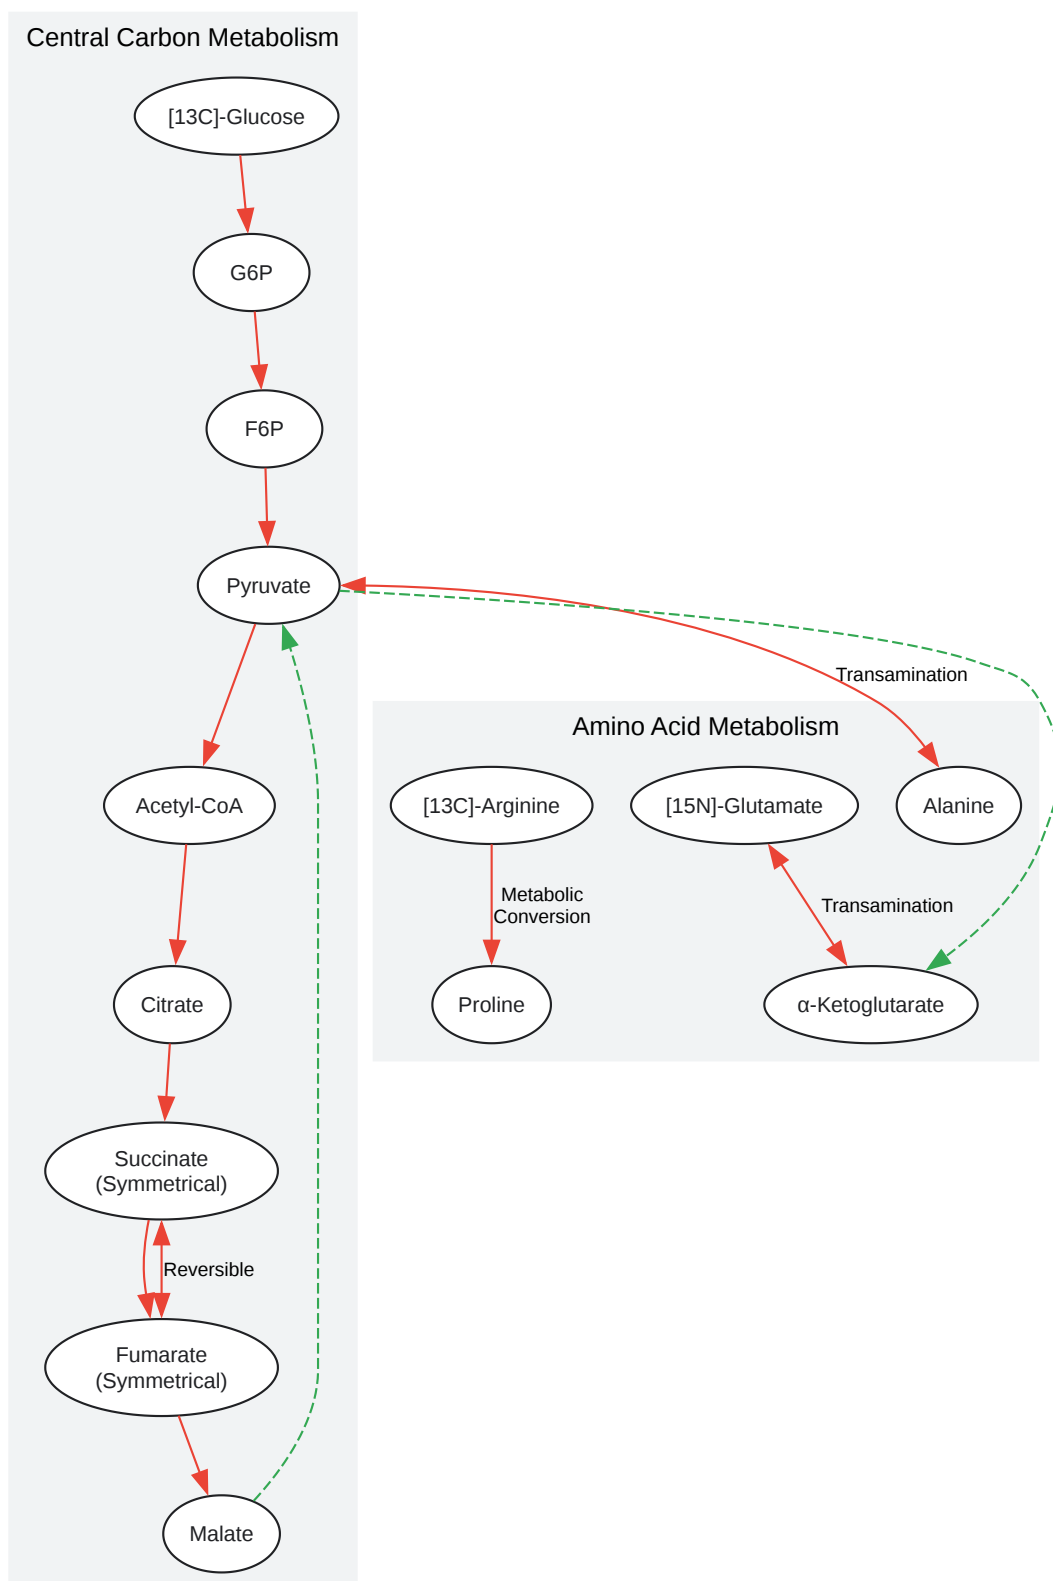 Central Carbon Metabolism
[13C]-Glucose
G6P
F6P
Pyruvate
Transamination
Amino Acid Metabolism
Acetyl-CoA
[13C]-Arginine
[15N]-Glutamate
Alanine
Metabolic
Conversion
Transamination
Citrate
Proline
α-Ketoglutarate
Succinate
(Symmetrical)
Reversible
Fumarate
(Symmetrical)
Malate